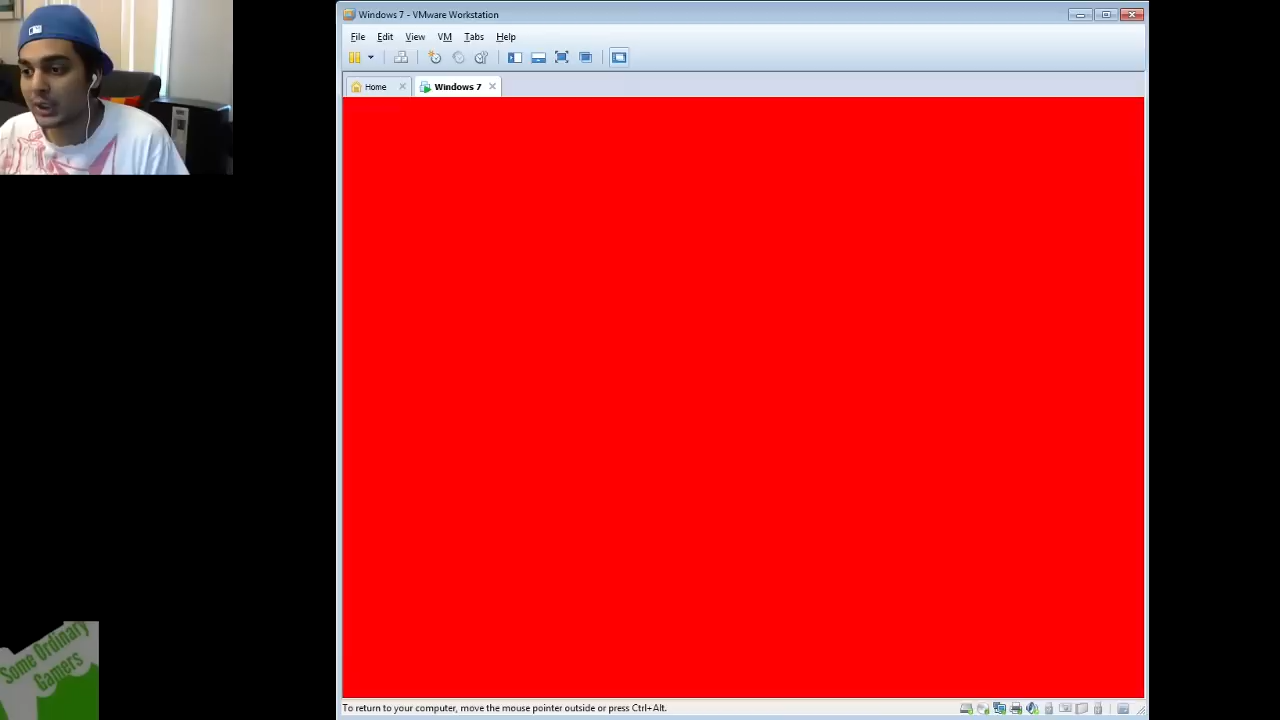 Windows 7 - VMware Workstation
File Edit View VM Tabs Help
Home Windows 7
To return to your computer, move the mouse pointer outside or press Ctrl+Alt.
Some Ordinary
Gamers